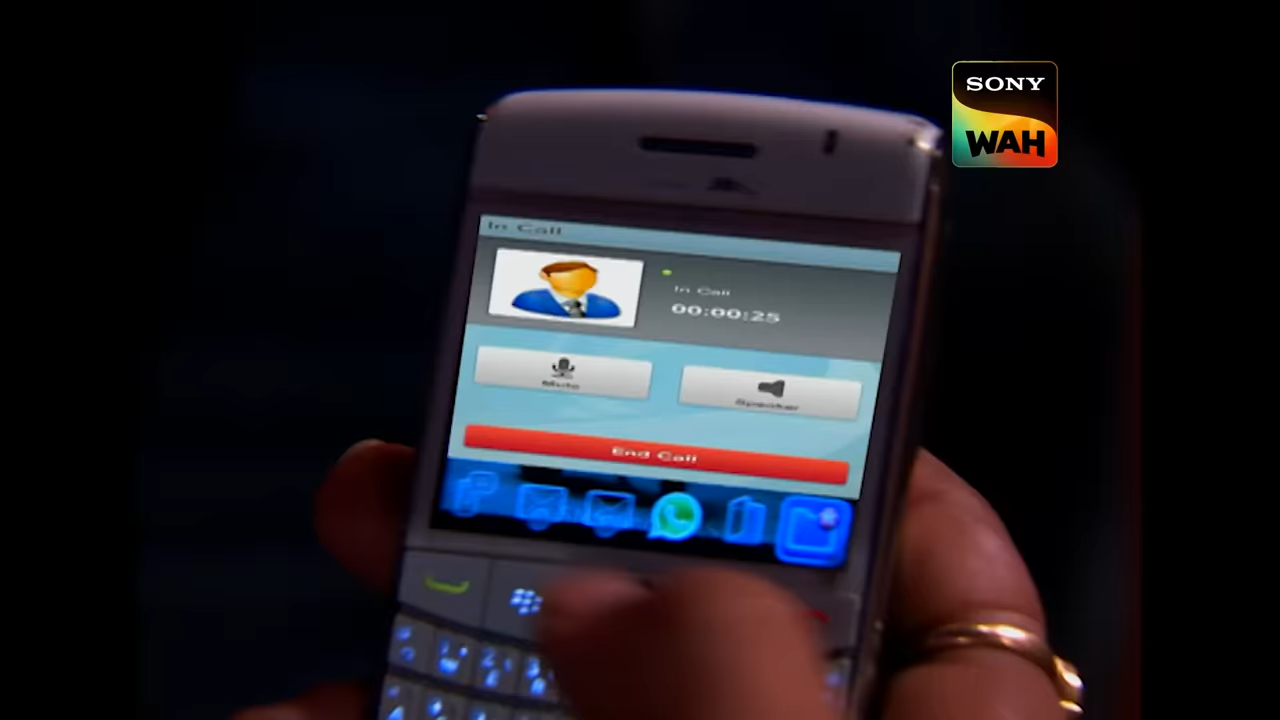 SONY
WAH
In Call
In Call
00:00:25
Mute
Speaker
End Call